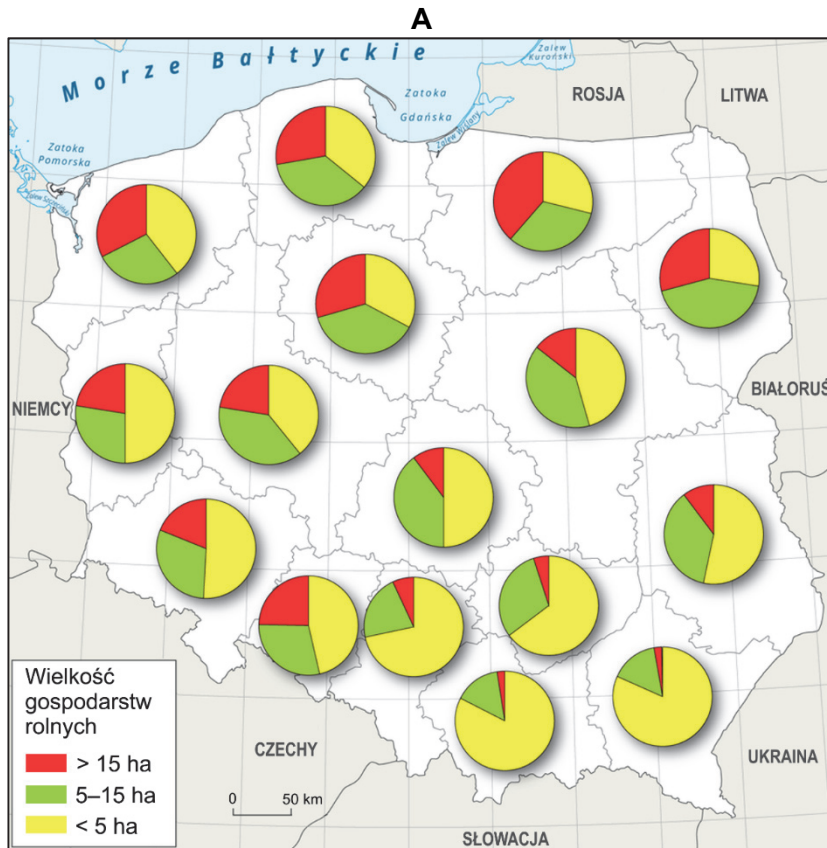 A
Morze Bałtyckie
Zalew
Kuroński
ROSJA
LITWA
Zatoka
Gdańska
Zalew Wiślany
Zatoka
Pomorska
Zalew Szczeciński
NIEMCY
BIAŁORUŚ
Wielkość
gospodarstw
rolnych
> 15 ha
5–15 ha
< 5 ha
CZECHY
0 50 km
UKRAINA
SŁOWACJA